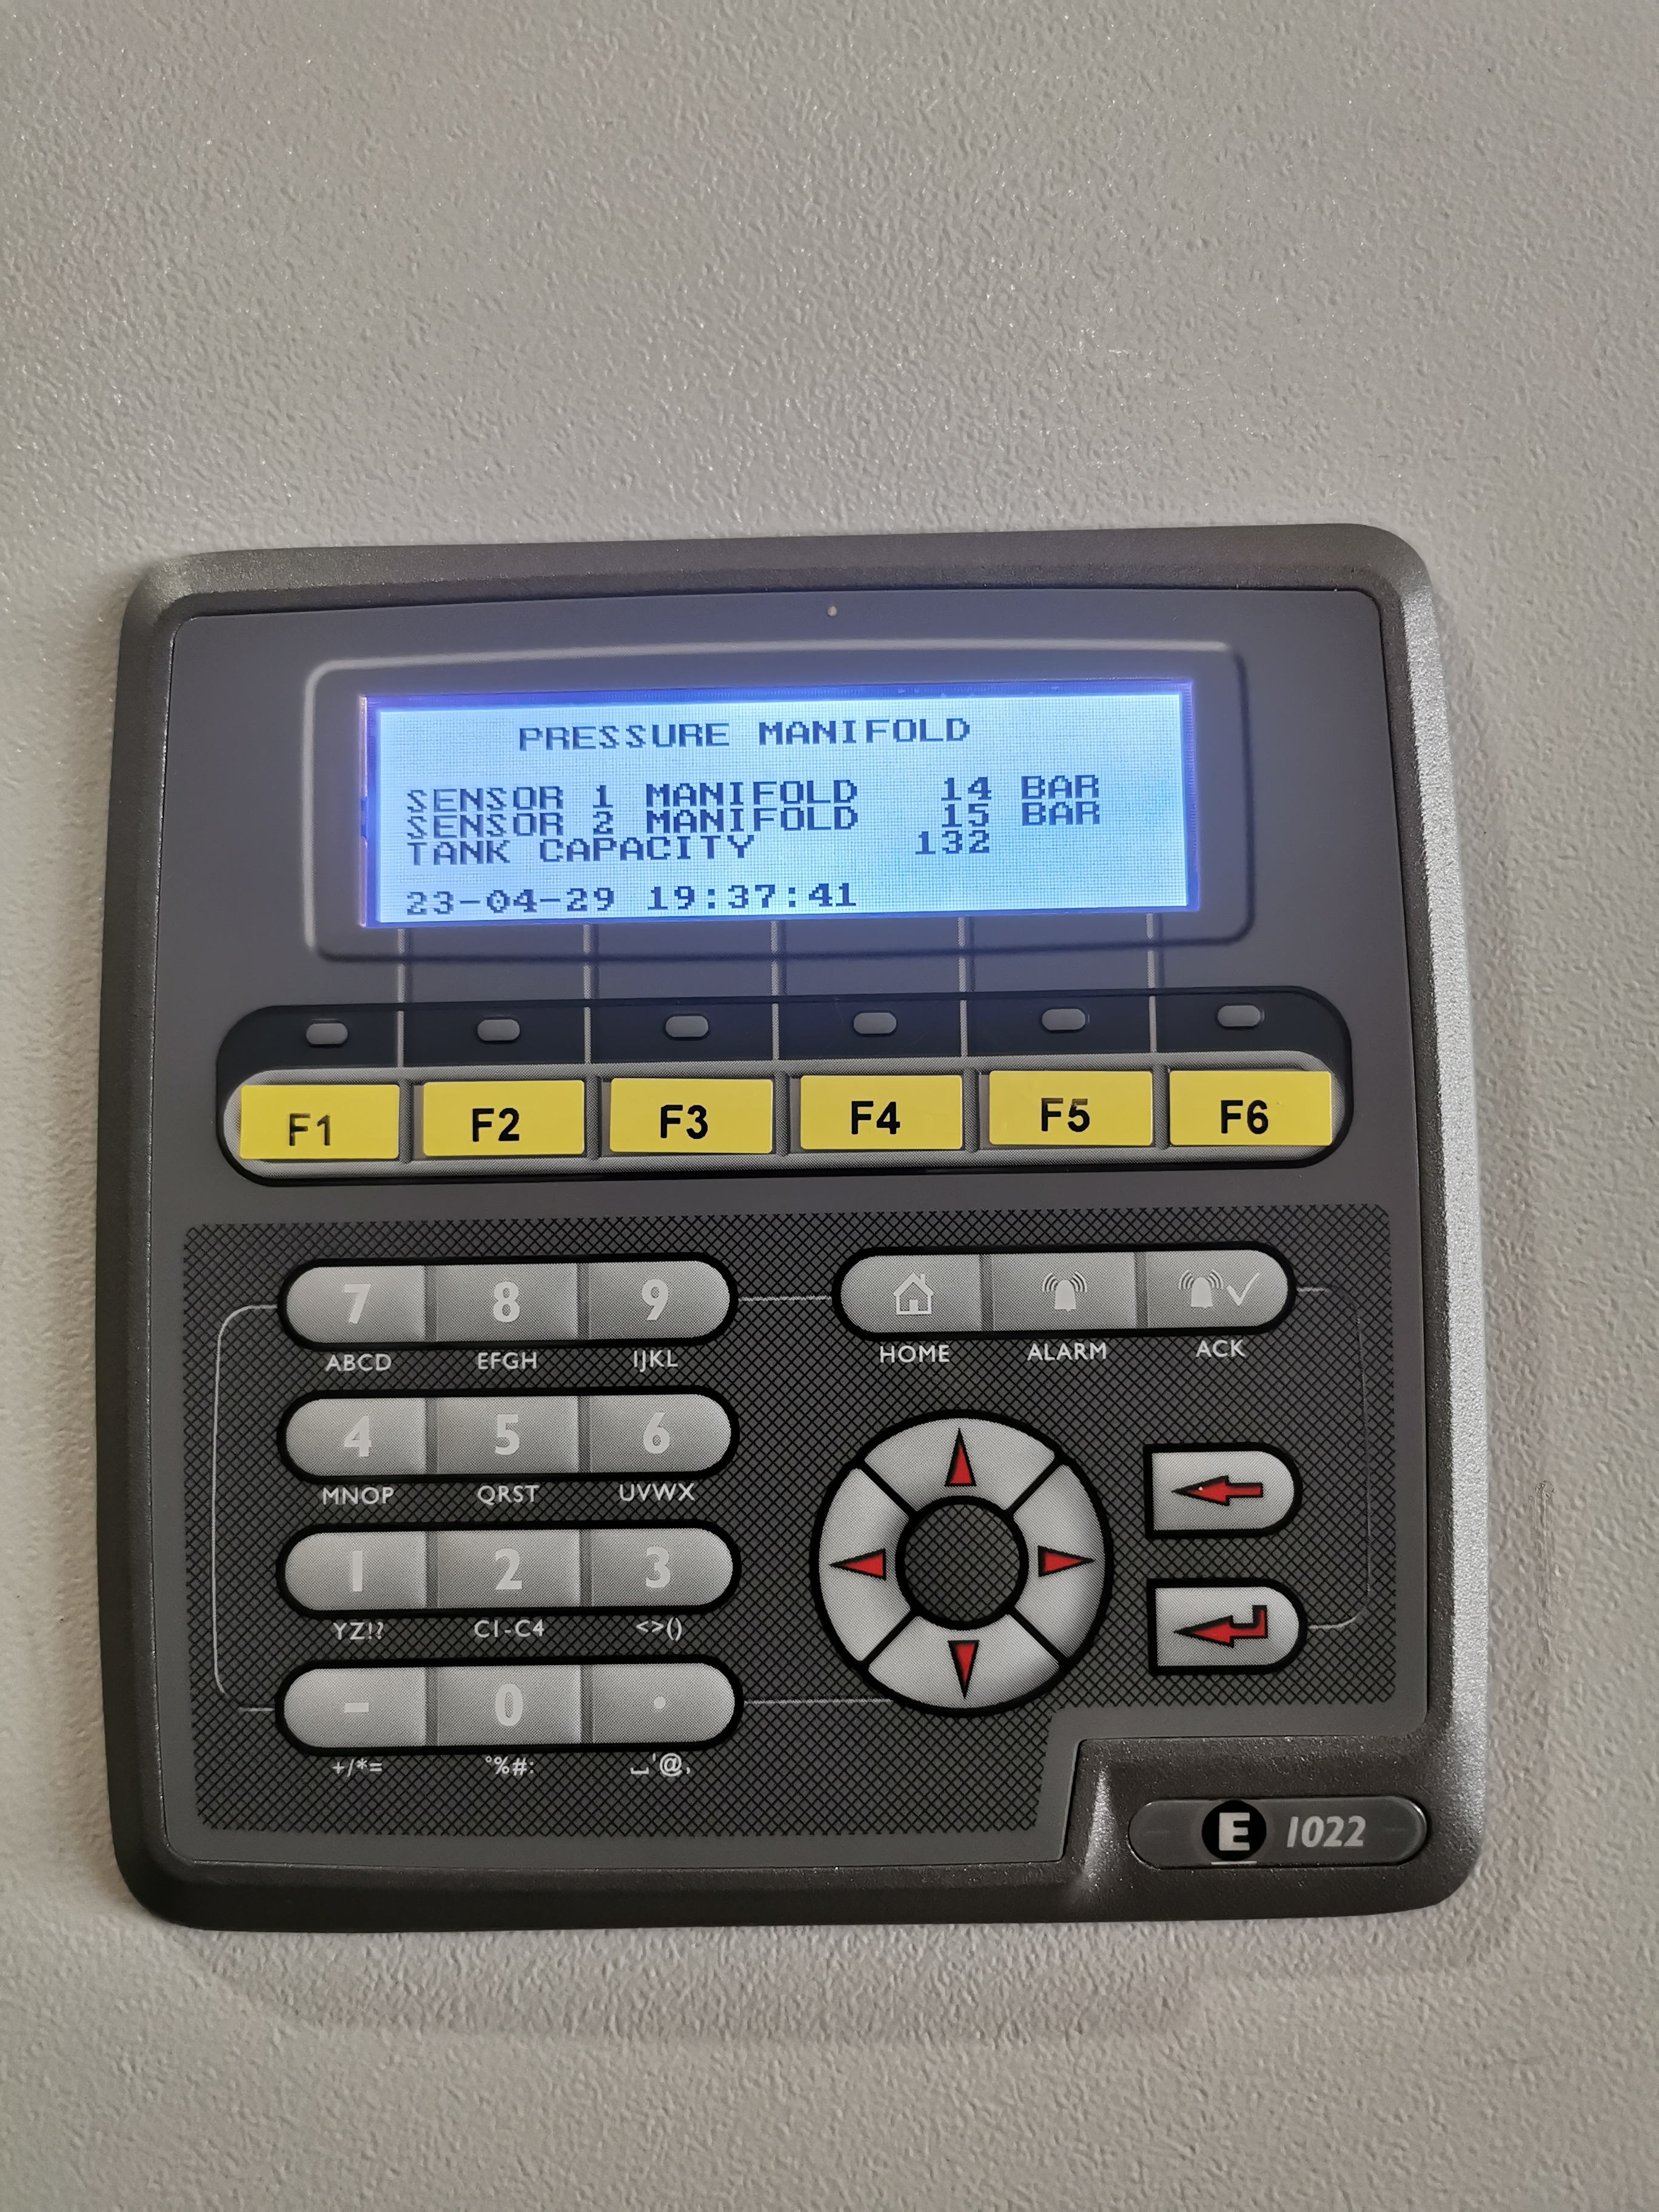 PRESSURE MANIFOLD
SENSOR 1 MANIFOLD 14 BAR
SENSOR 2 MANIFOLD 15 BAR
TANK CAPACITY 132
23-04-29 19:37:41
F1 F2 F3 F4 F5 F6
7 8 9
ABCD EFGH IJKL
HOME ALARM ACK
4 5 6
MNOP QRST UVWX
1 2 3
YZ!? C1-C4 <>()
- 0 .
+/*= °%#: ⎵'@,
E 1022